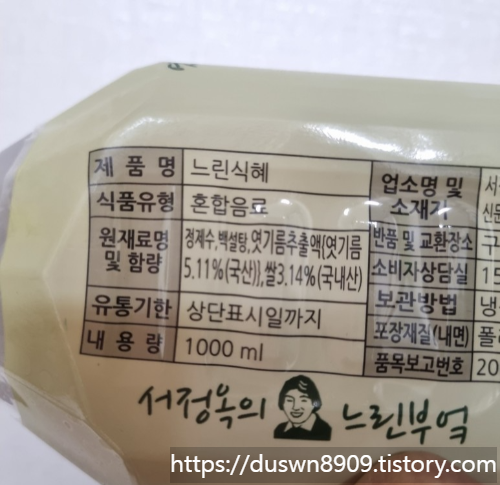 제 품 명 느린식혜
식품유형 혼합음료
원재료명 및 함량 정제수, 백설탕, 엿기름추출액{엿기름
5.11%(국산)}, 쌀3.14%(국내산)
유통기한 상단표시일까지
내 용 량 1000 ml
업소명 및
소재지
반품 및 교환장소
소비자상담실
보관방법
포장재질(내면)
품목보고번호 20
서정옥의 느린부엌
https://duswn8909.tistory.com